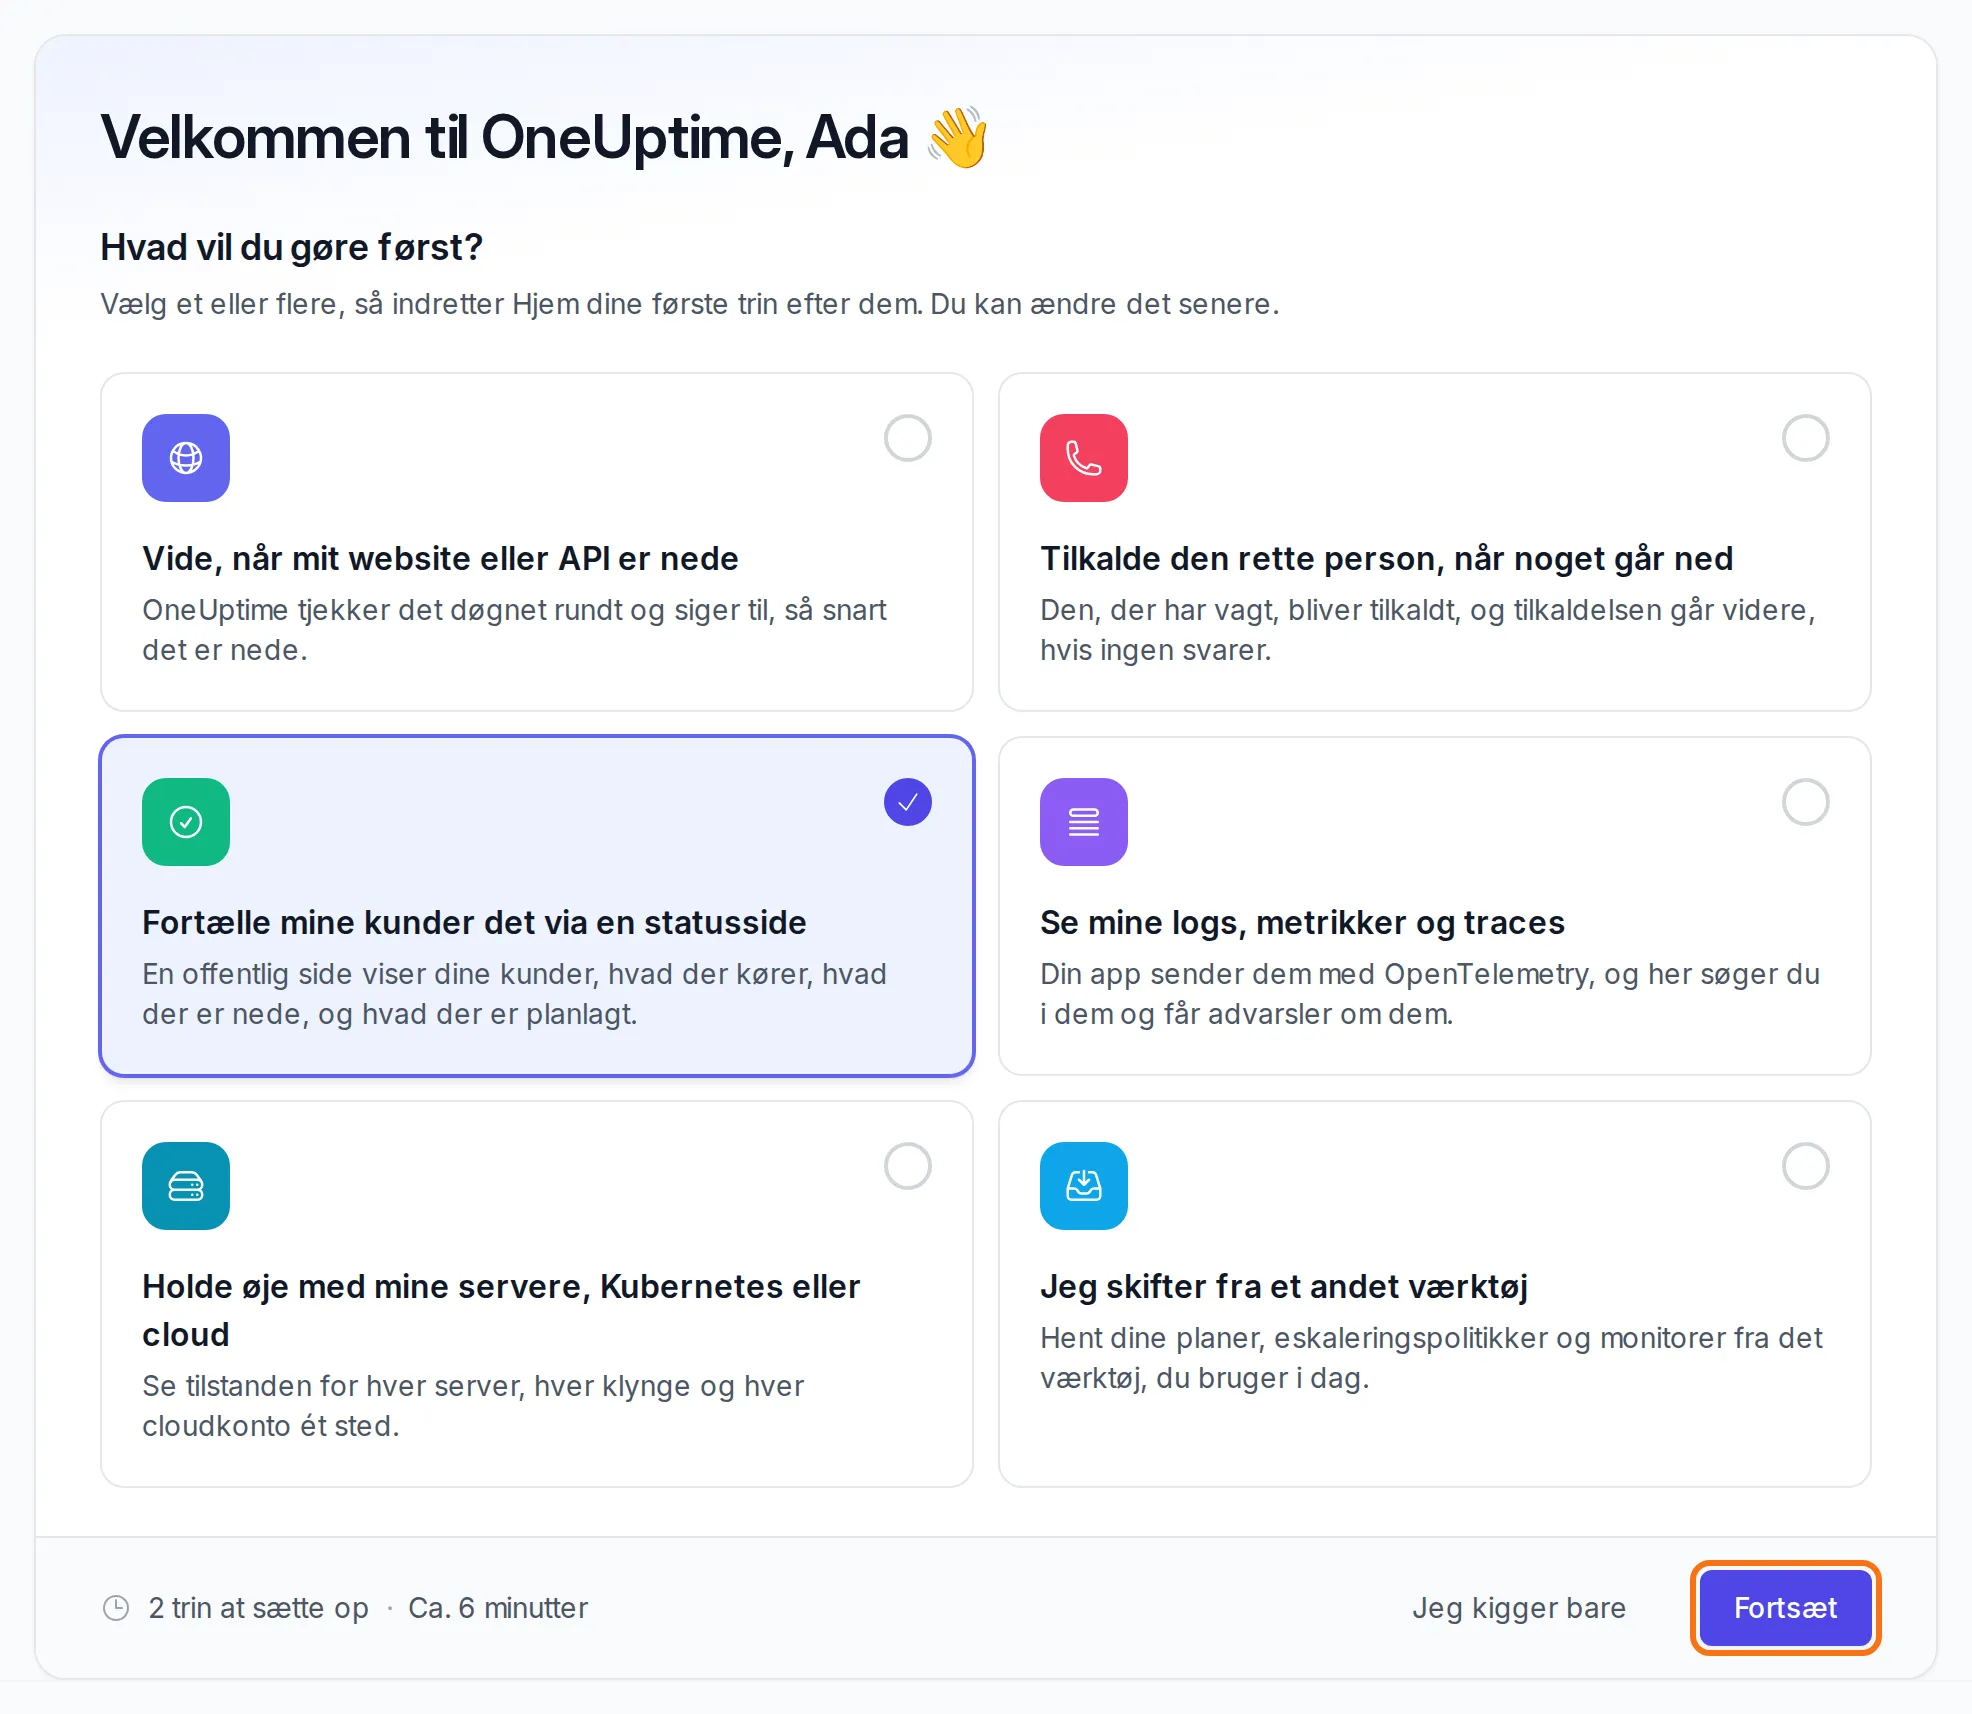 Velkommen til OneUptime, Ada 👋
Hvad vil du gøre først?
Vælg et eller flere, så indretter Hjem dine første trin efter dem. Du kan ændre det senere.
Vide, når mit website eller API er nede
OneUptime tjekker det døgnet rundt og siger til, så snart
det er nede.
Tilkalde den rette person, når noget går ned
Den, der har vagt, bliver tilkaldt, og tilkaldelsen går videre,
hvis ingen svarer.
Fortælle mine kunder det via en statusside
En offentlig side viser dine kunder, hvad der kører, hvad
der er nede, og hvad der er planlagt.
Se mine logs, metrikker og traces
Din app sender dem med OpenTelemetry, og her søger du
i dem og får advarsler om dem.
Holde øje med mine servere, Kubernetes eller
cloud
Se tilstanden for hver server, hver klynge og hver
cloudkonto ét sted.
Jeg skifter fra et andet værktøj
Hent dine planer, eskaleringspolitikker og monitorer fra det
værktøj, du bruger i dag.
2 trin at sætte op · Ca. 6 minutter
Jeg kigger bare
Fortsæt